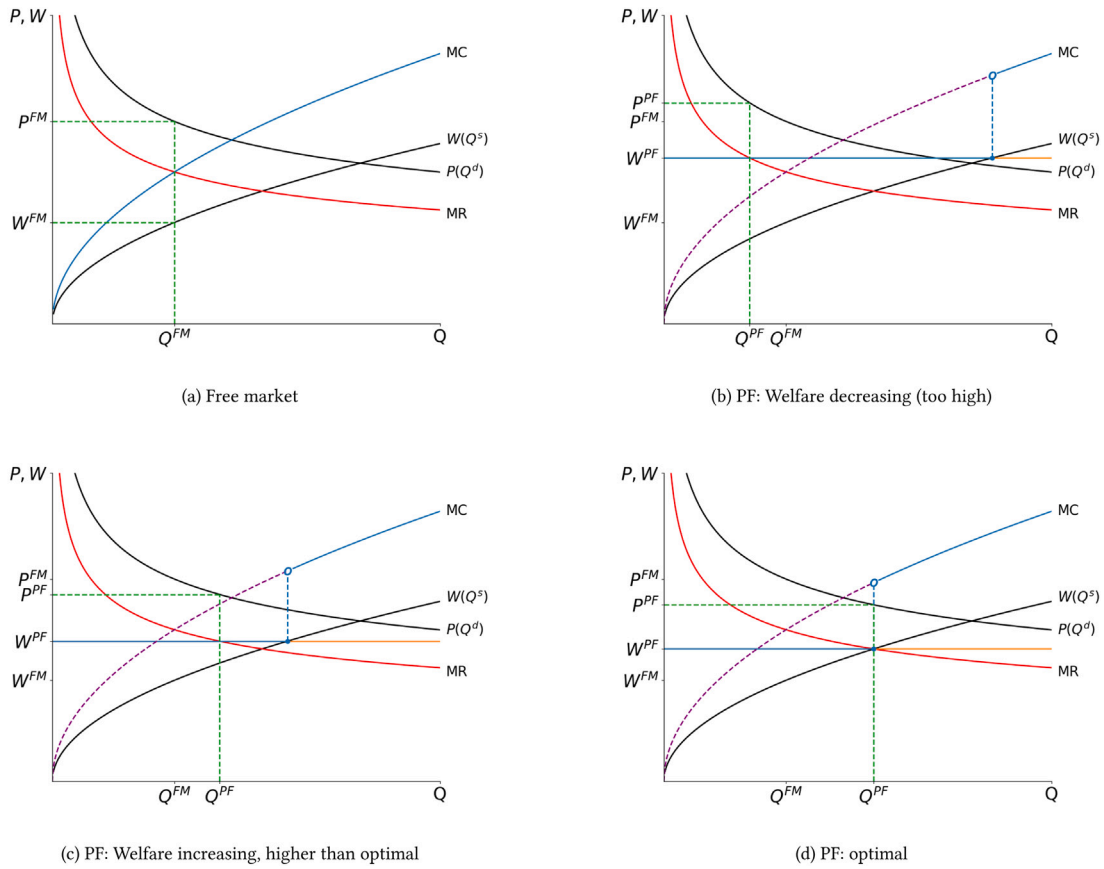 P, W
MC
P^FM
W(Q^s)
P(Q^d)
W^FM
MR
Q^FM
Q
(a) Free market
P, W
MC
P^PF
P^FM
W(Q^s)
W^PF
P(Q^d)
W^FM
MR
Q^PF Q^FM
Q
(b) PF: Welfare decreasing (too high)
P, W
MC
P^FM
P^PF
W(Q^s)
P(Q^d)
W^PF
W^FM
MR
Q^FM Q^PF
Q
(c) PF: Welfare increasing, higher than optimal
P, W
MC
P^FM
P^PF
W(Q^s)
P(Q^d)
W^PF
W^FM
MR
Q^FM Q^PF
Q
(d) PF: optimal